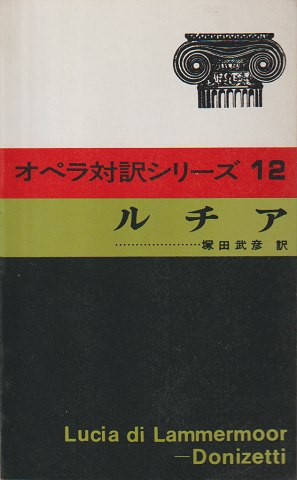 オペラ対訳シリーズ 12
ルチア
…………………塚田武彦 訳
Lucia di Lammermoor
—Donizetti